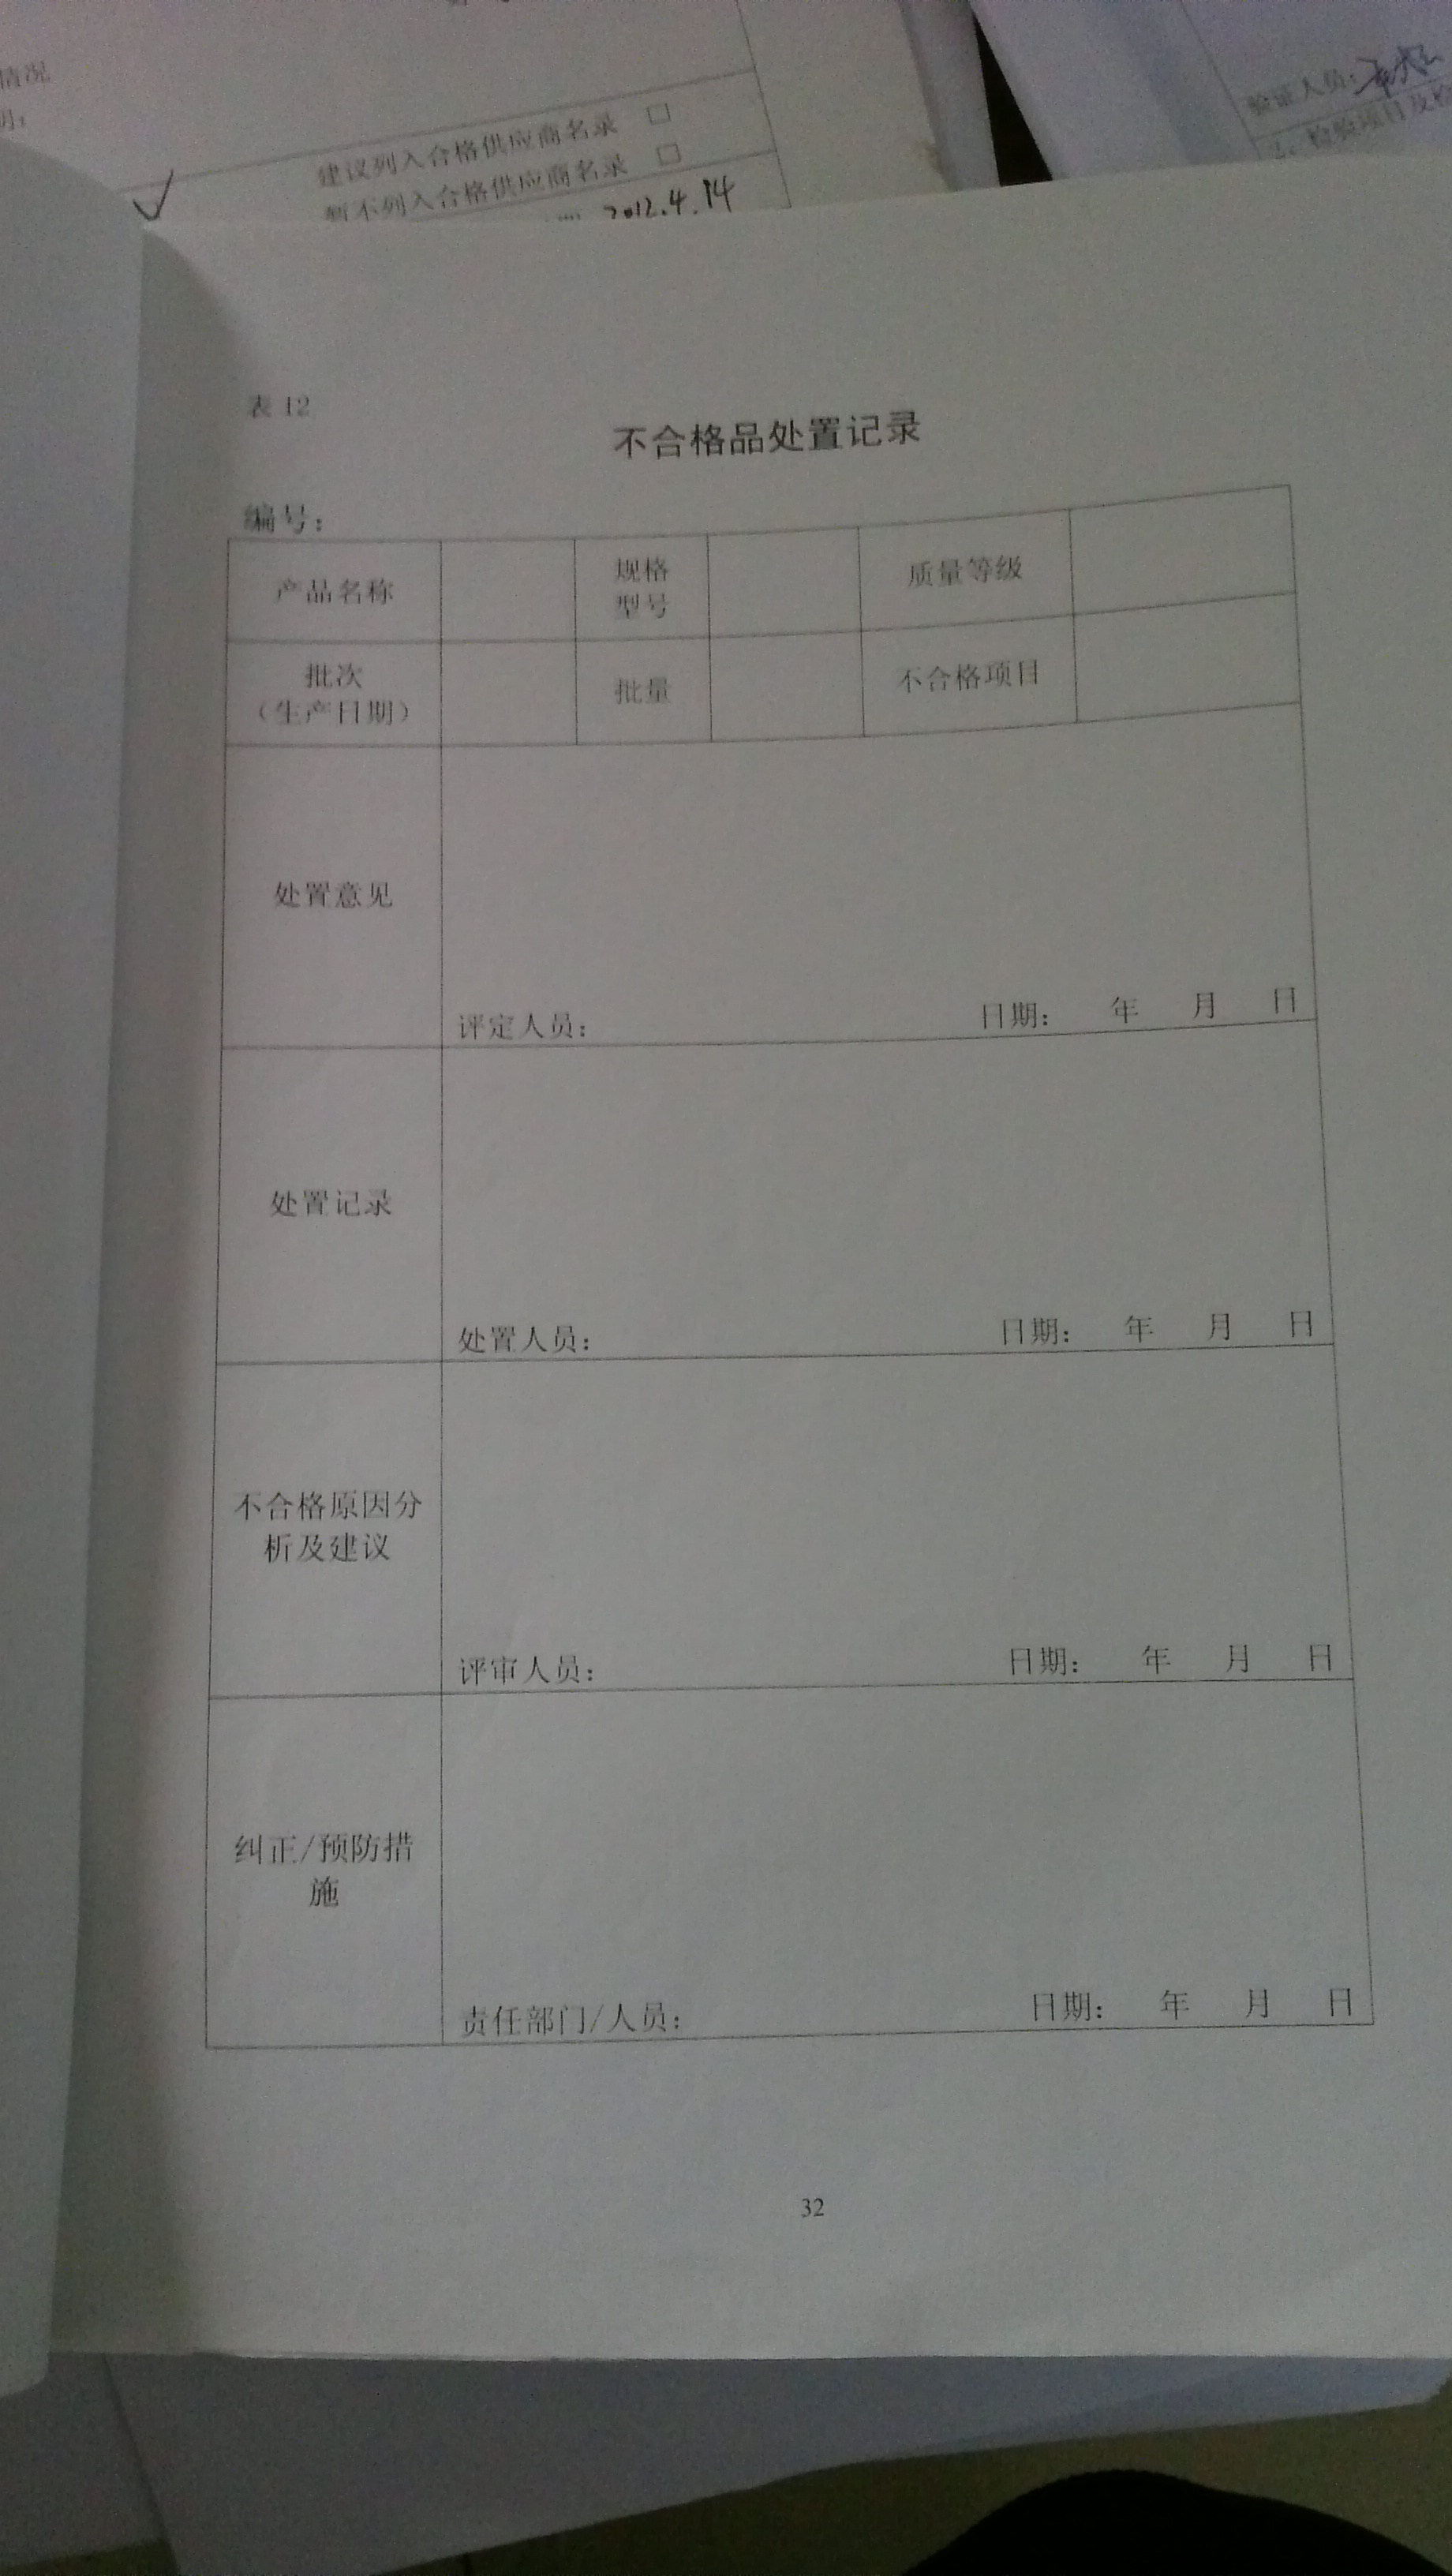 情况
明：
建议列入合格供应商名录 □
暂不列入合格供应商名录 □
2012.4.14
验证人员：
2、检验项目及检
表 12
不合格品处置记录
编号：
产品名称 规格型号 质量等级
批次（生产日期） 批量 不合格项目
处置意见
评定人员： 日期： 年 月 日
处置记录
处置人员： 日期： 年 月 日
不合格原因分
析及建议
评审人员： 日期： 年 月 日
纠正/预防措
施
责任部门/人员： 日期： 年 月 日
32